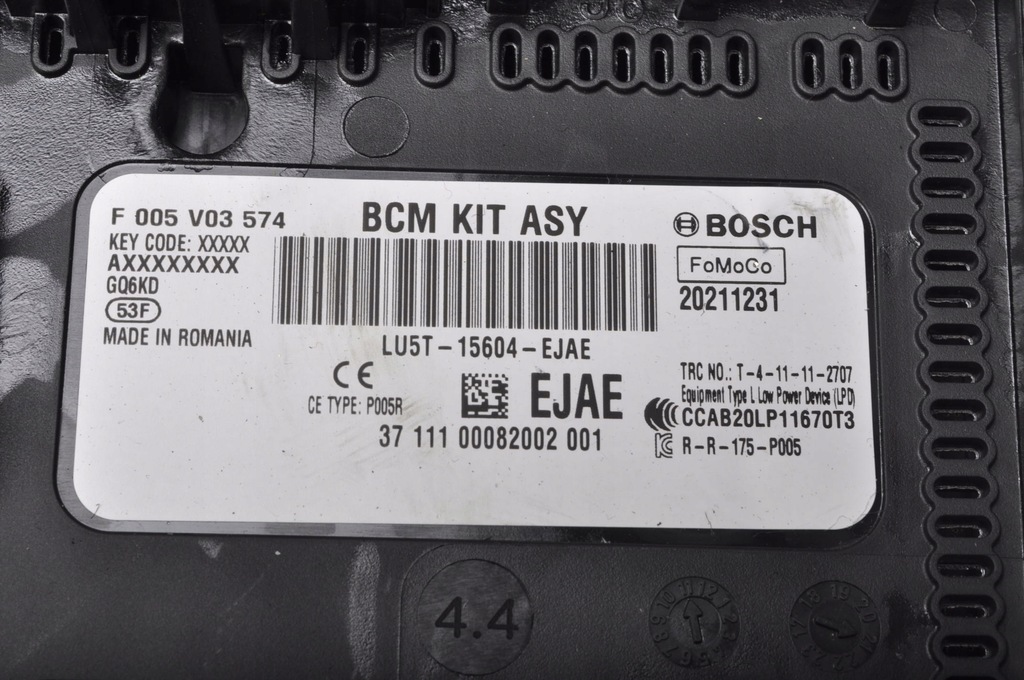 F 005 V03 574
BCM KIT ASY
BOSCH
KEY CODE: XXXXX
AXXXXXXXX
GQ6KD
53F
MADE IN ROMANIA
FoMoCo
20211231
LU5T-15604-EJAE
CE
CE TYPE: P005R
EJAE
37 111 00082002 001
TRC NO.: T-4-11-11-2707
Equipment Type L Low Power Device (LPD)
CCAB20LP11670T3
R-R-175-P005
4.4